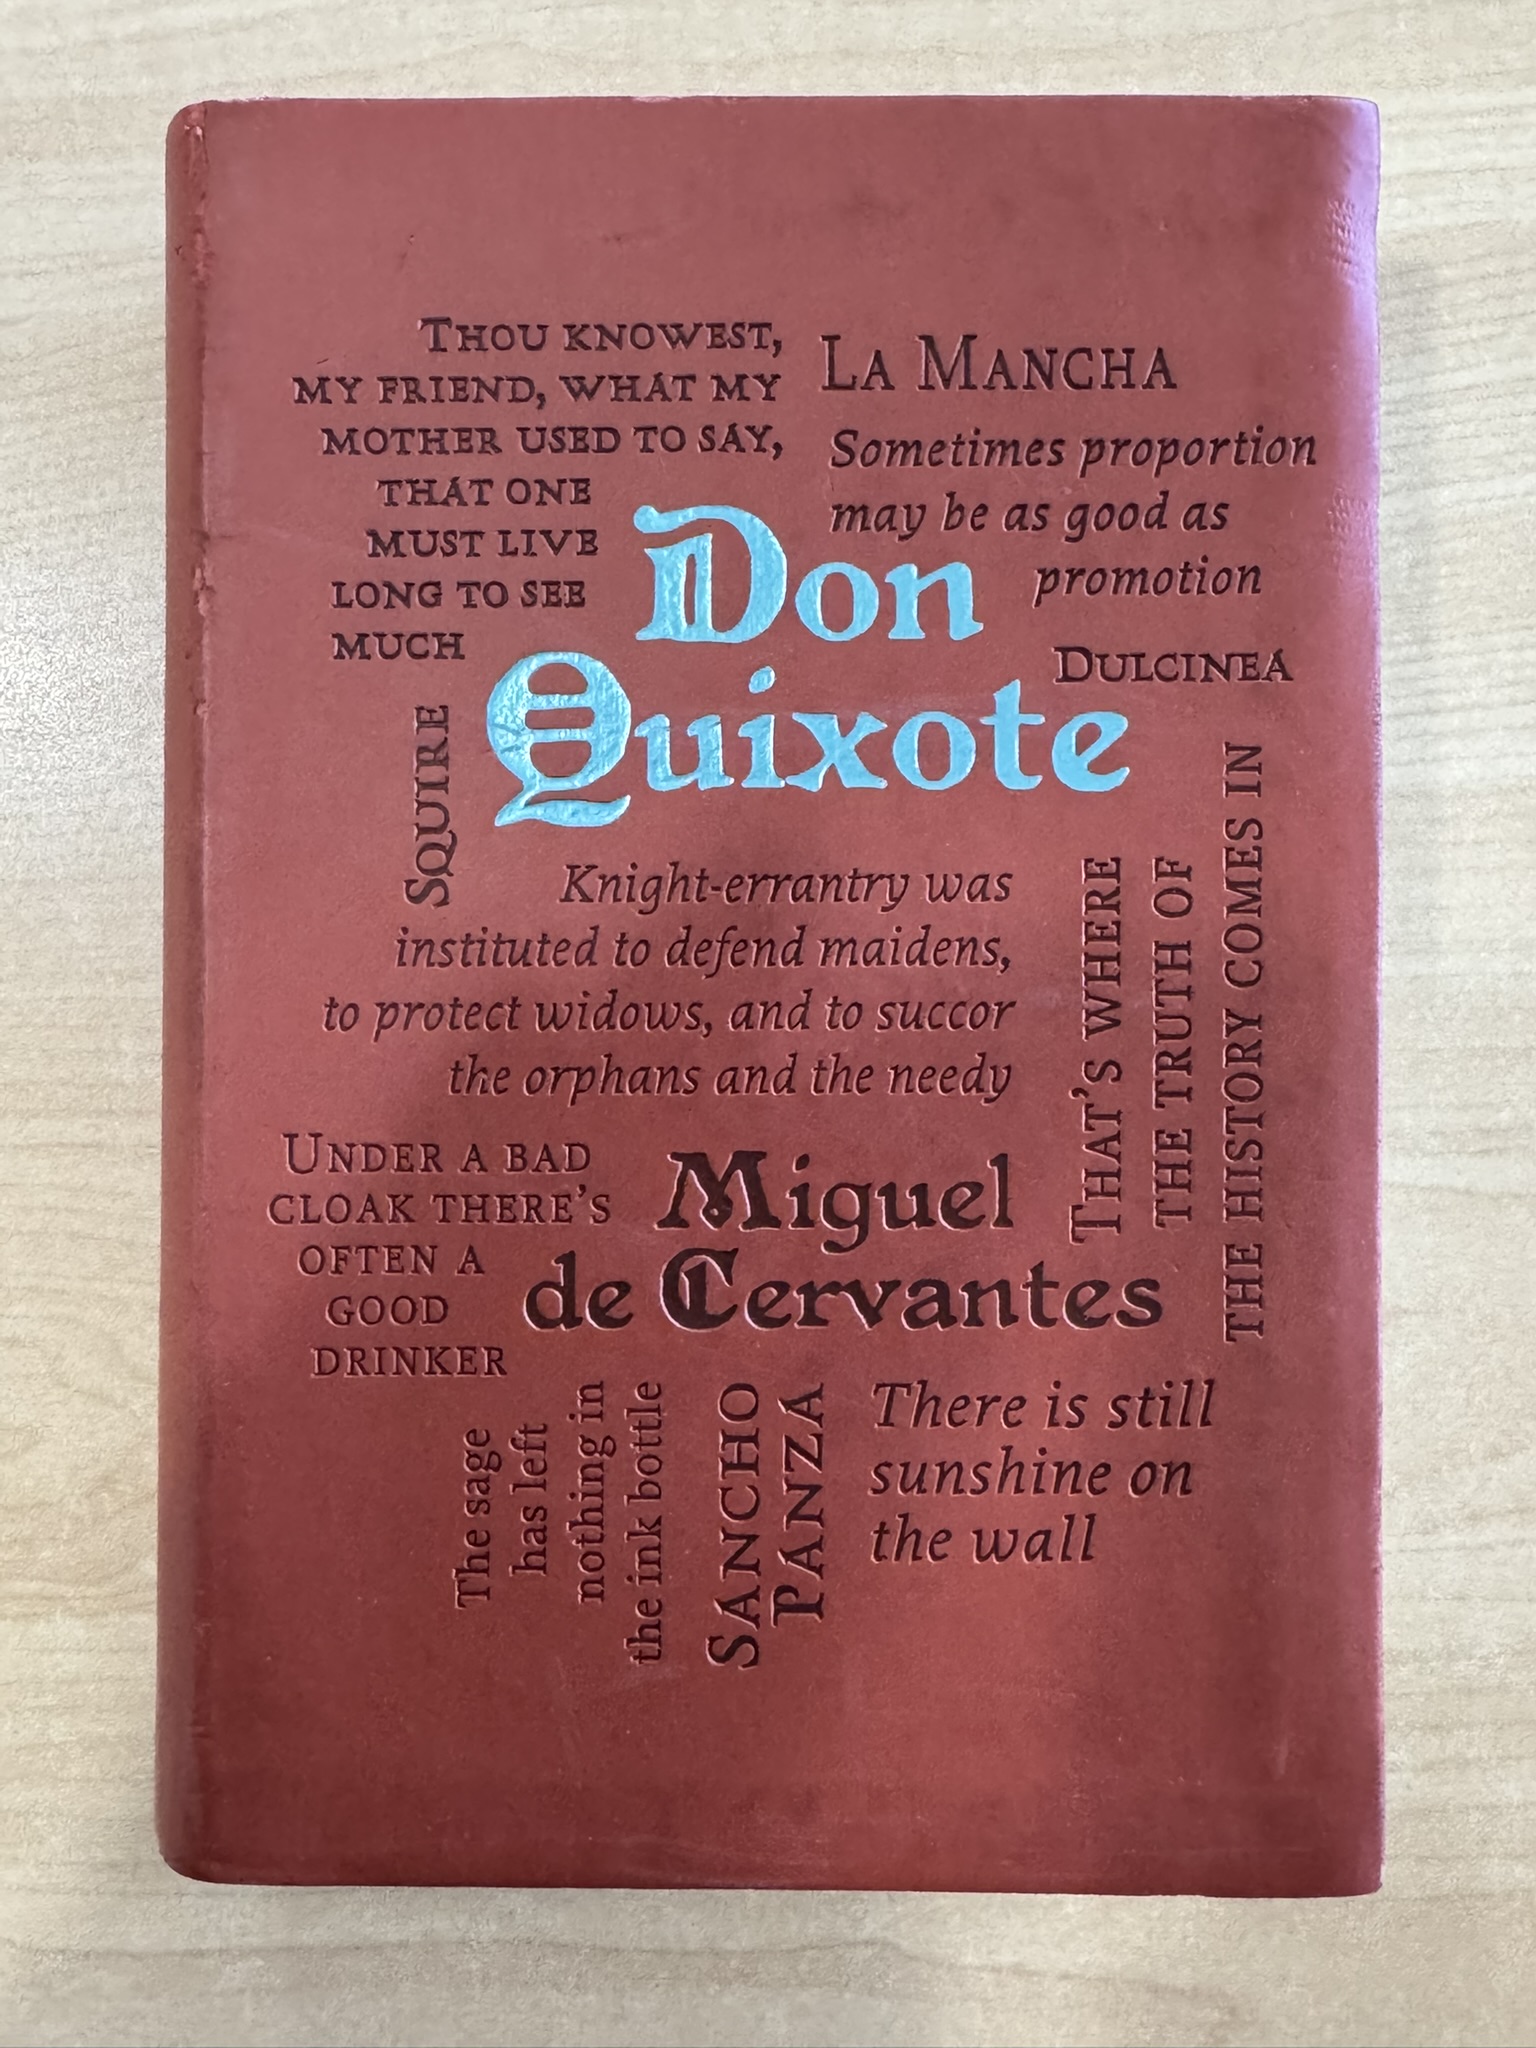 THOU KNOWEST,
MY FRIEND, WHAT MY
MOTHER USED TO SAY,
THAT ONE
MUST LIVE
LONG TO SEE
MUCH
LA MANCHA
Sometimes proportion
may be as good as
promotion
Don
Quixote
DULCINEA
SQUIRE
Knight-errantry was
instituted to defend maidens,
to protect widows, and to succor
the orphans and the needy
THAT'S WHERE
THE TRUTH OF
THE HISTORY COMES IN
UNDER A BAD
CLOAK THERE'S
OFTEN A
GOOD
DRINKER
Miguel
de Cervantes
The sage
has left
nothing in
the ink bottle
SANCHO
PANZA
There is still
sunshine on
the wall